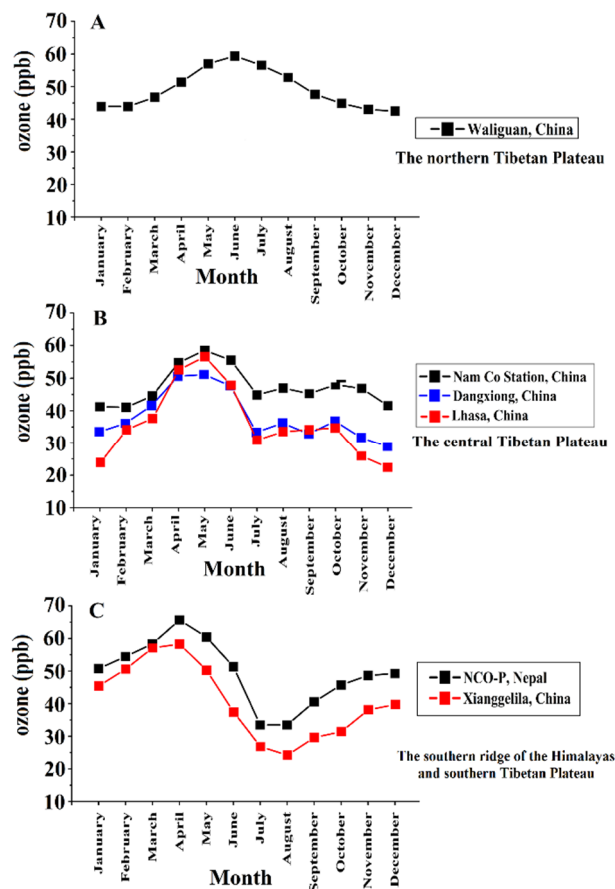 A
ozone (ppb)
70
60
50
40
30
20
10
January
February
March
April
May
June
July
August
September
October
November
December
Month
Waliguan, China
The northern Tibetan Plateau
B
ozone (ppb)
70
60
50
40
30
20
10
January
February
March
April
May
June
July
August
September
October
November
December
Month
Nam Co Station, China
Dangxiong, China
Lhasa, China
The central Tibetan Plateau
C
ozone (ppb)
70
60
50
40
30
20
10
January
February
March
April
May
June
July
August
September
October
November
December
Month
NCO-P, Nepal
Xianggelila, China
The southern ridge of the Himalayas
and southern Tibetan Plateau